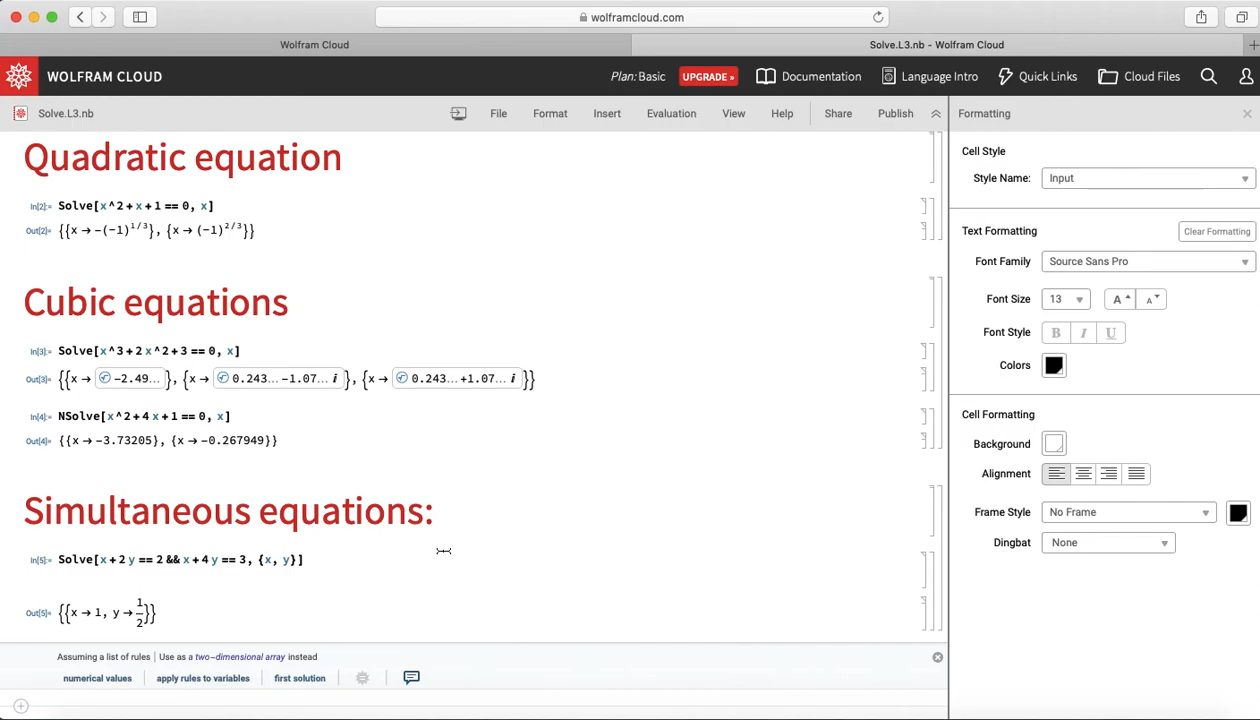 wolframcloud.com
Wolfram Cloud
Solve.L3.nb - Wolfram Cloud
WOLFRAM CLOUD
Plan: Basic
UPGRADE »
Documentation
Language Intro
Quick Links
Cloud Files
Solve.L3.nb
File
Format
Insert
Evaluation
View
Help
Share
Publish
Formatting
Quadratic equation
In[2]:= Solve[x^2+x+1==0, x]
Out[2]= {{x → -(-1)^1/3}, {x → (-1)^2/3}}
Cubic equations
In[3]:= Solve[x^3+2 x^2+3==0, x]
Out[3]= {{x → -2.49...}, {x → 0.243... -1.07... i}, {x → 0.243... +1.07... i}}
In[4]:= NSolve[x^2+4 x+1==0, x]
Out[4]= {{x → -3.73205}, {x → -0.267949}}
Simultaneous equations:
In[5]:= Solve[x+2 y==2 && x+4 y==3, {x, y}]
Out[5]= {{x → 1, y → 1/2}}
Assuming a list of rules | Use as a two-dimensional array instead
numerical values
apply rules to variables
first solution
Cell Style
Style Name: Input
Text Formatting
Clear Formatting
Font Family Source Sans Pro
Font Size 13 A A
Font Style B I U
Colors
Cell Formatting
Background
Alignment
Frame Style No Frame
Dingbat None